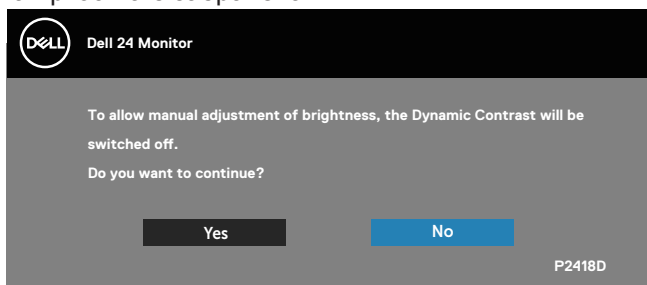 DELL
Dell 24 Monitor
To allow manual adjustment of brightness, the Dynamic Contrast will be
switched off.
Do you want to continue?
Yes
No
P2418D